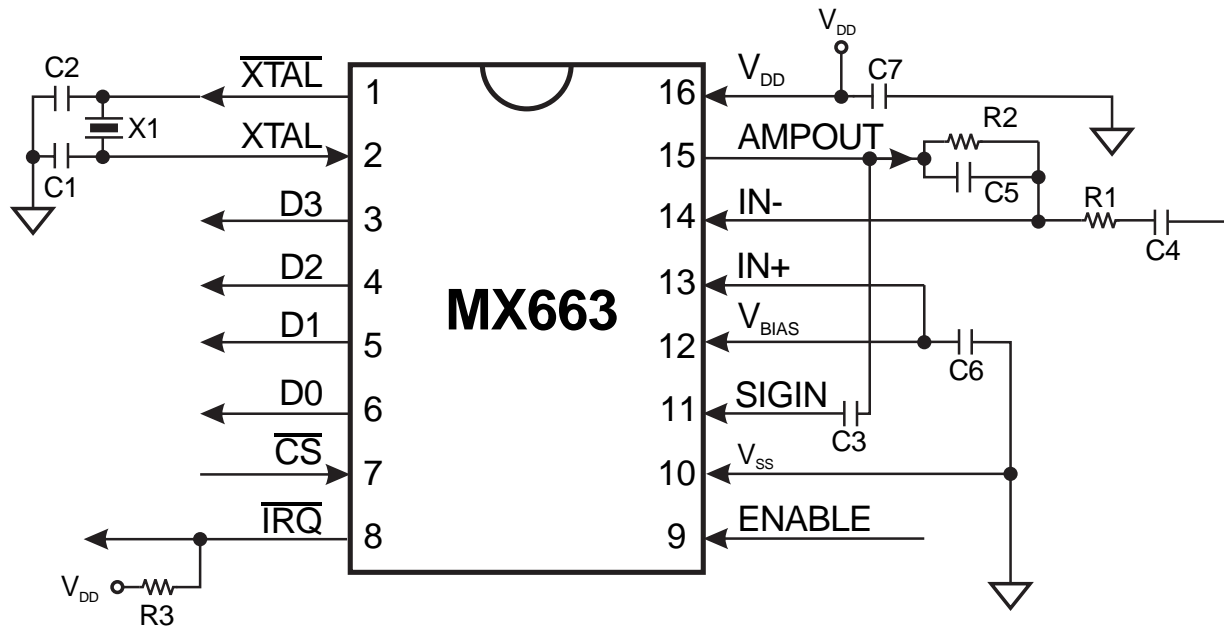 V_DD
C2
XTAL
1
X1
XTAL
2
C1
D3
3
D2
4
D1
5
D0
6
CS
7
IRQ
8
V_DD
R3
MX663
16
V_DD
C7
15
AMPOUT
R2
C5
14
IN-
R1
C4
13
IN+
12
V_BIAS
C6
11
SIGIN
C3
10
V_SS
9
ENABLE